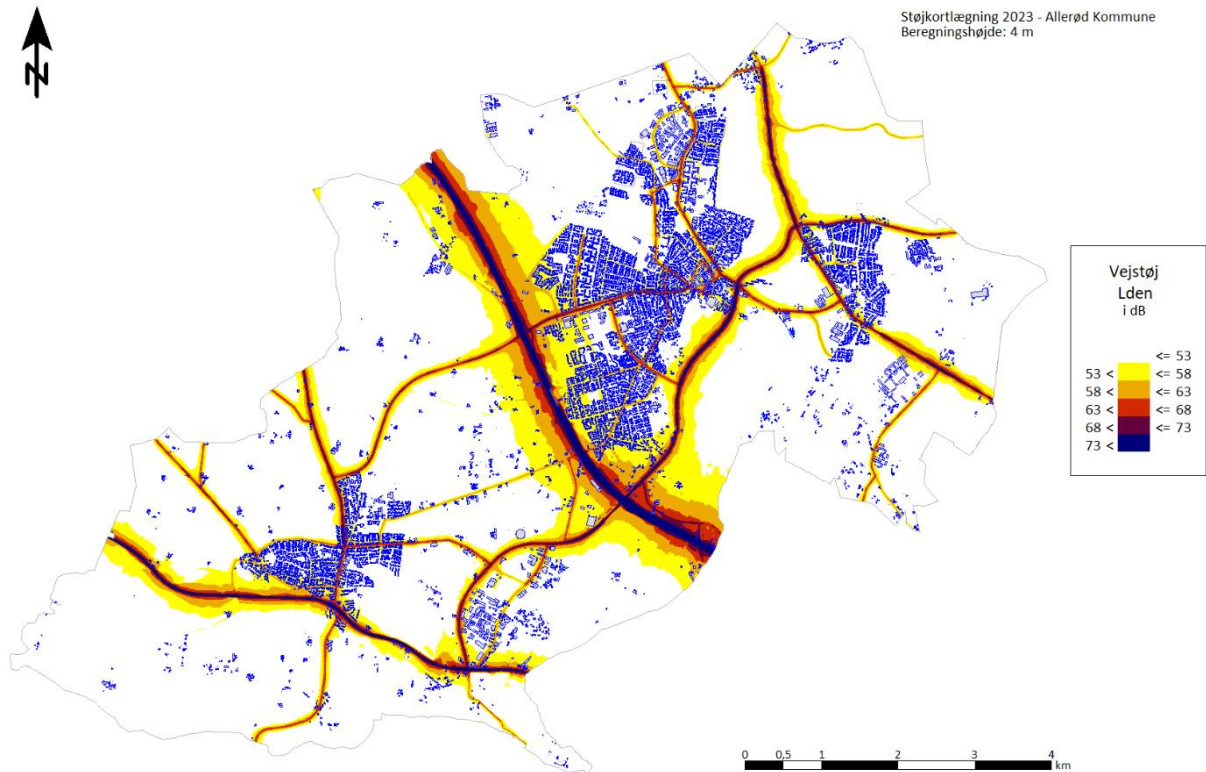 Støjkortlægning 2023 - Allerød Kommune
Beregningshøjde: 4 m
N
Vejstøj
Lden
i dB
<= 53
53 < <= 58
58 < <= 63
63 < <= 68
68 < <= 73
73 <
0 0,5 1 2 3 4
km